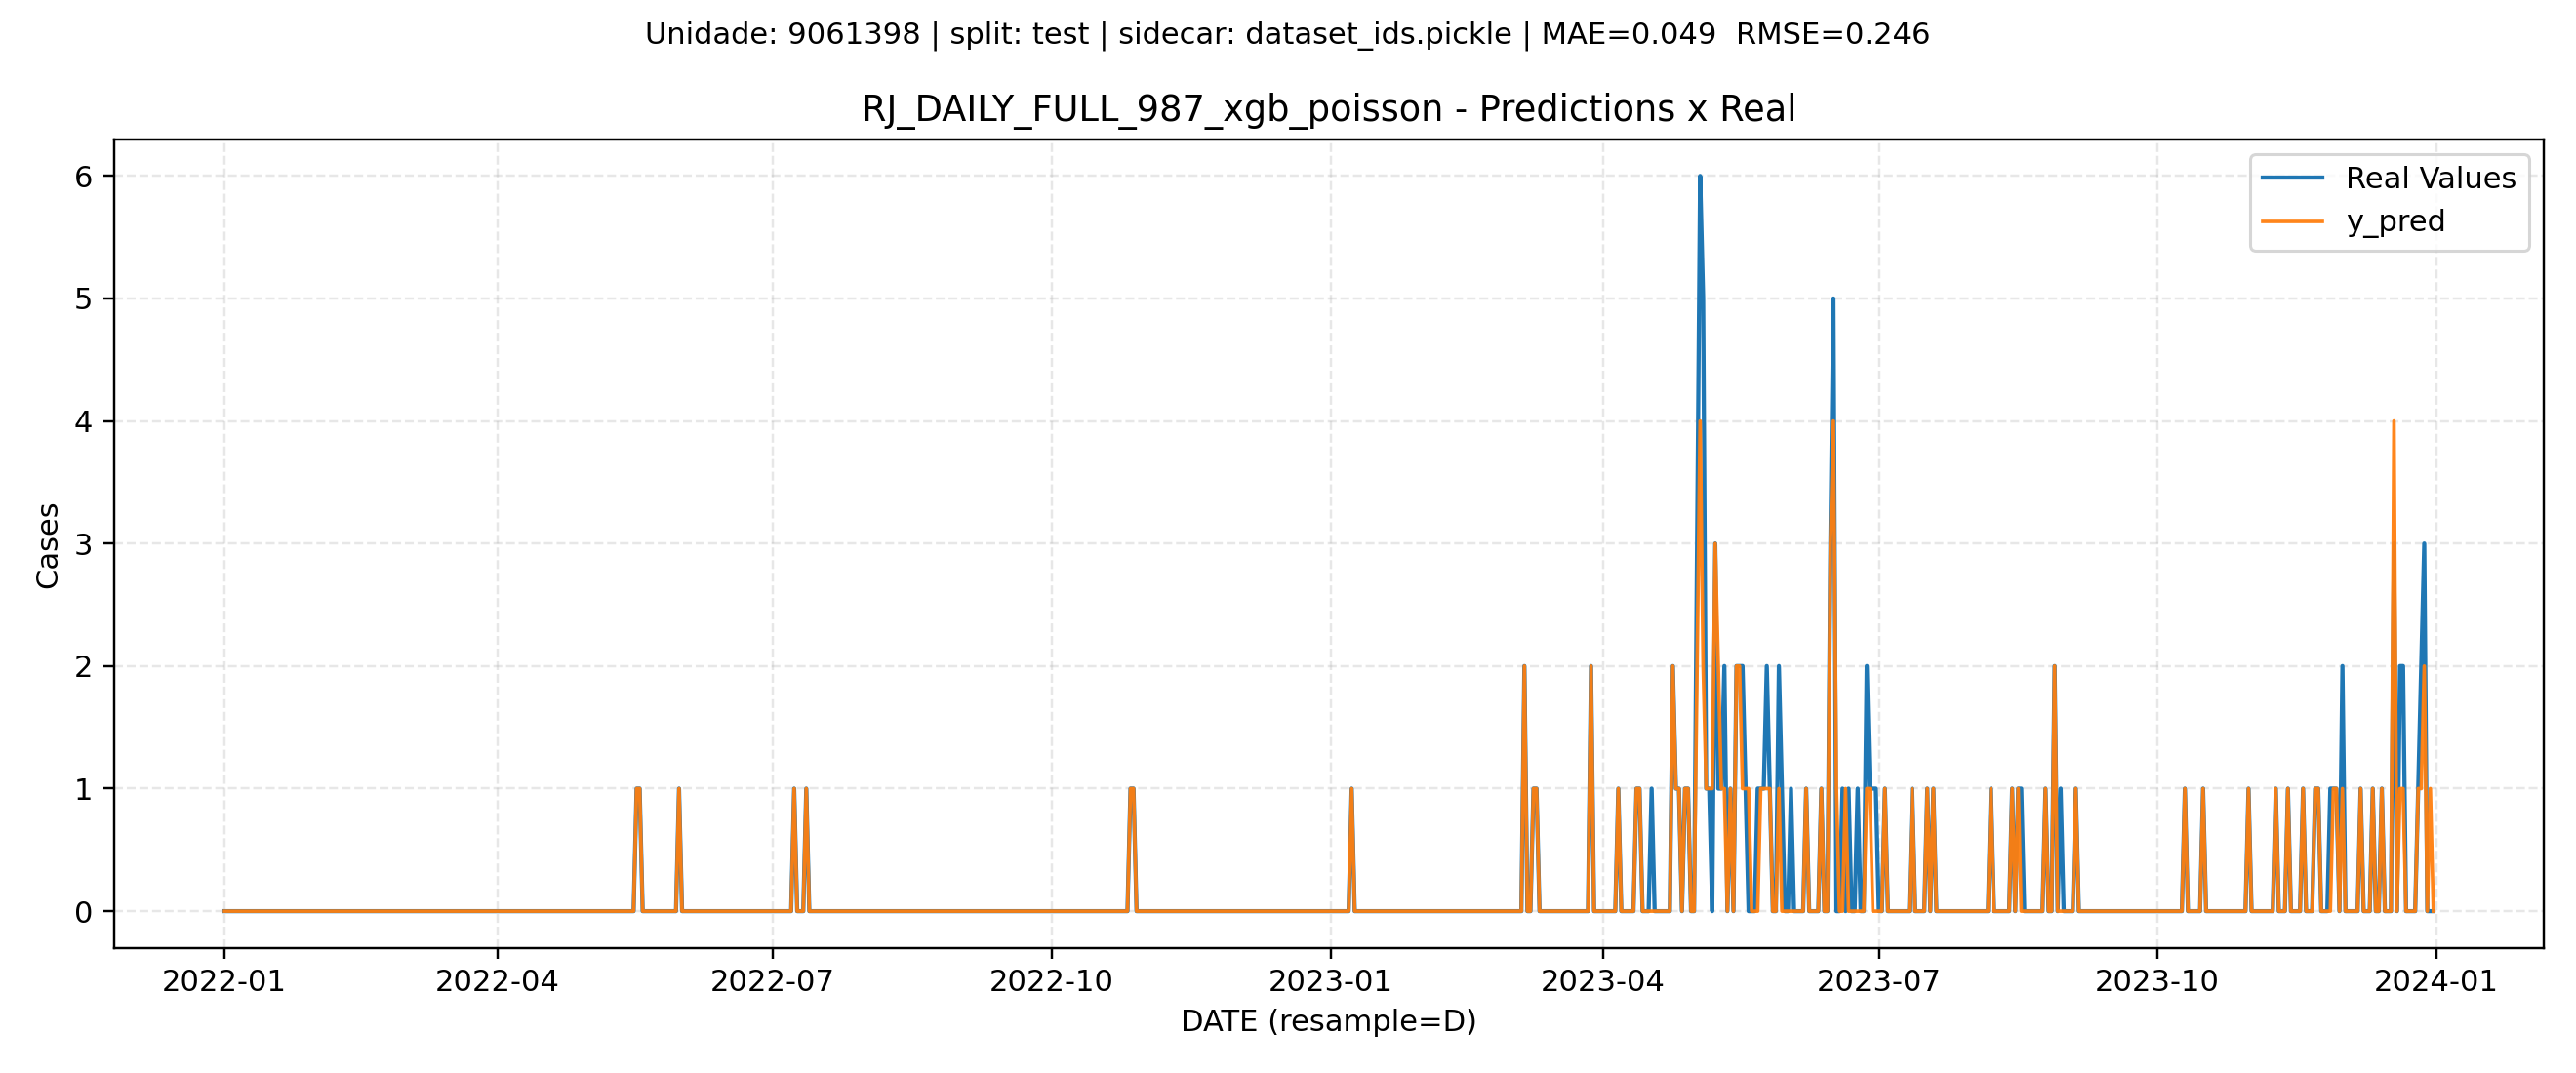 Unidade: 9061398 | split: test | sidecar: dataset_ids.pickle | MAE=0.049  RMSE=0.246
RJ_DAILY_FULL_987_xgb_poisson - Predictions x Real
Real Values
y_pred
6
5
4
3
2
1
0
Cases
2022-01
2022-04
2022-07
2022-10
2023-01
2023-04
2023-07
2023-10
2024-01
DATE (resample=D)